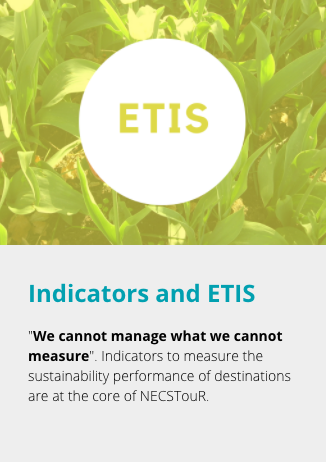 ETIS
Indicators and ETIS
"We cannot manage what we cannot
measure". Indicators to measure the
sustainability performance of destinations
are at the core of NECSTouR.